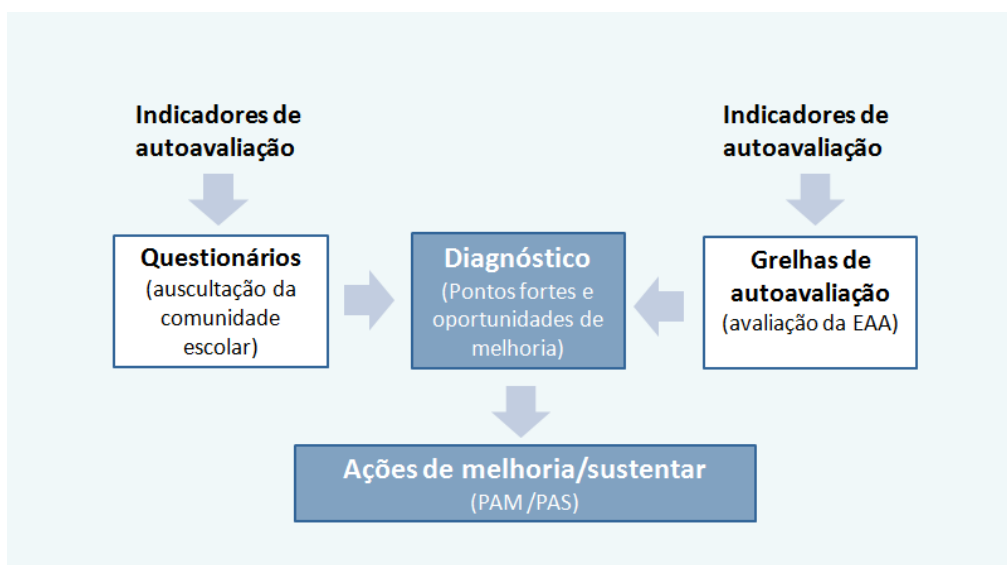 Indicadores de
autoavaliação
Indicadores de
autoavaliação
Questionários
(auscultação da
comunidade
escolar)
Diagnóstico
(Pontos fortes e
oportunidades de
melhoria)
Grelhas de
autoavaliação
(avaliação da EAA)
Ações de melhoria/sustentar
(PAM /PAS)